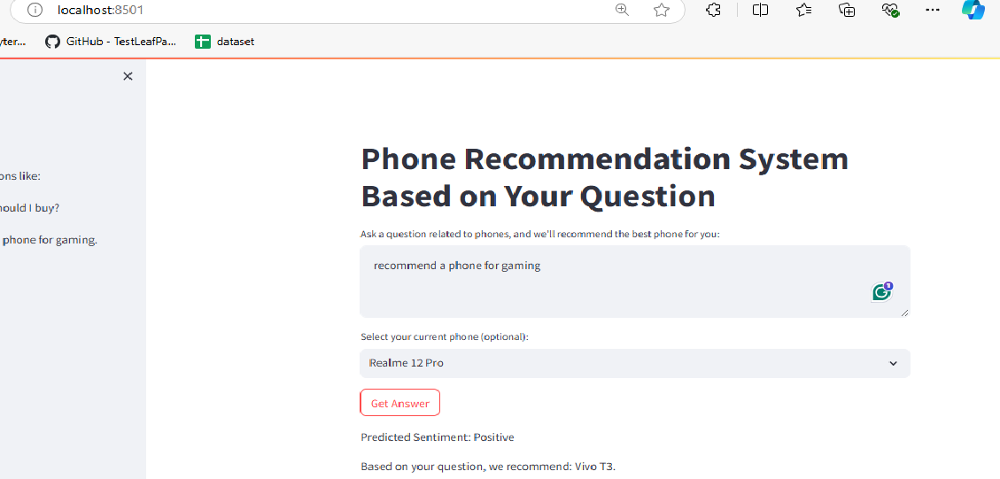 localhost:8501
GitHub - TestLeafPa...
dataset
ons like:
hould I buy?
phone for gaming.
Phone Recommendation System
Based on Your Question
Ask a question related to phones, and we'll recommend the best phone for you:
recommend a phone for gaming
Select your current phone (optional):
Realme 12 Pro
Get Answer
Predicted Sentiment: Positive
Based on your question, we recommend: Vivo T3.